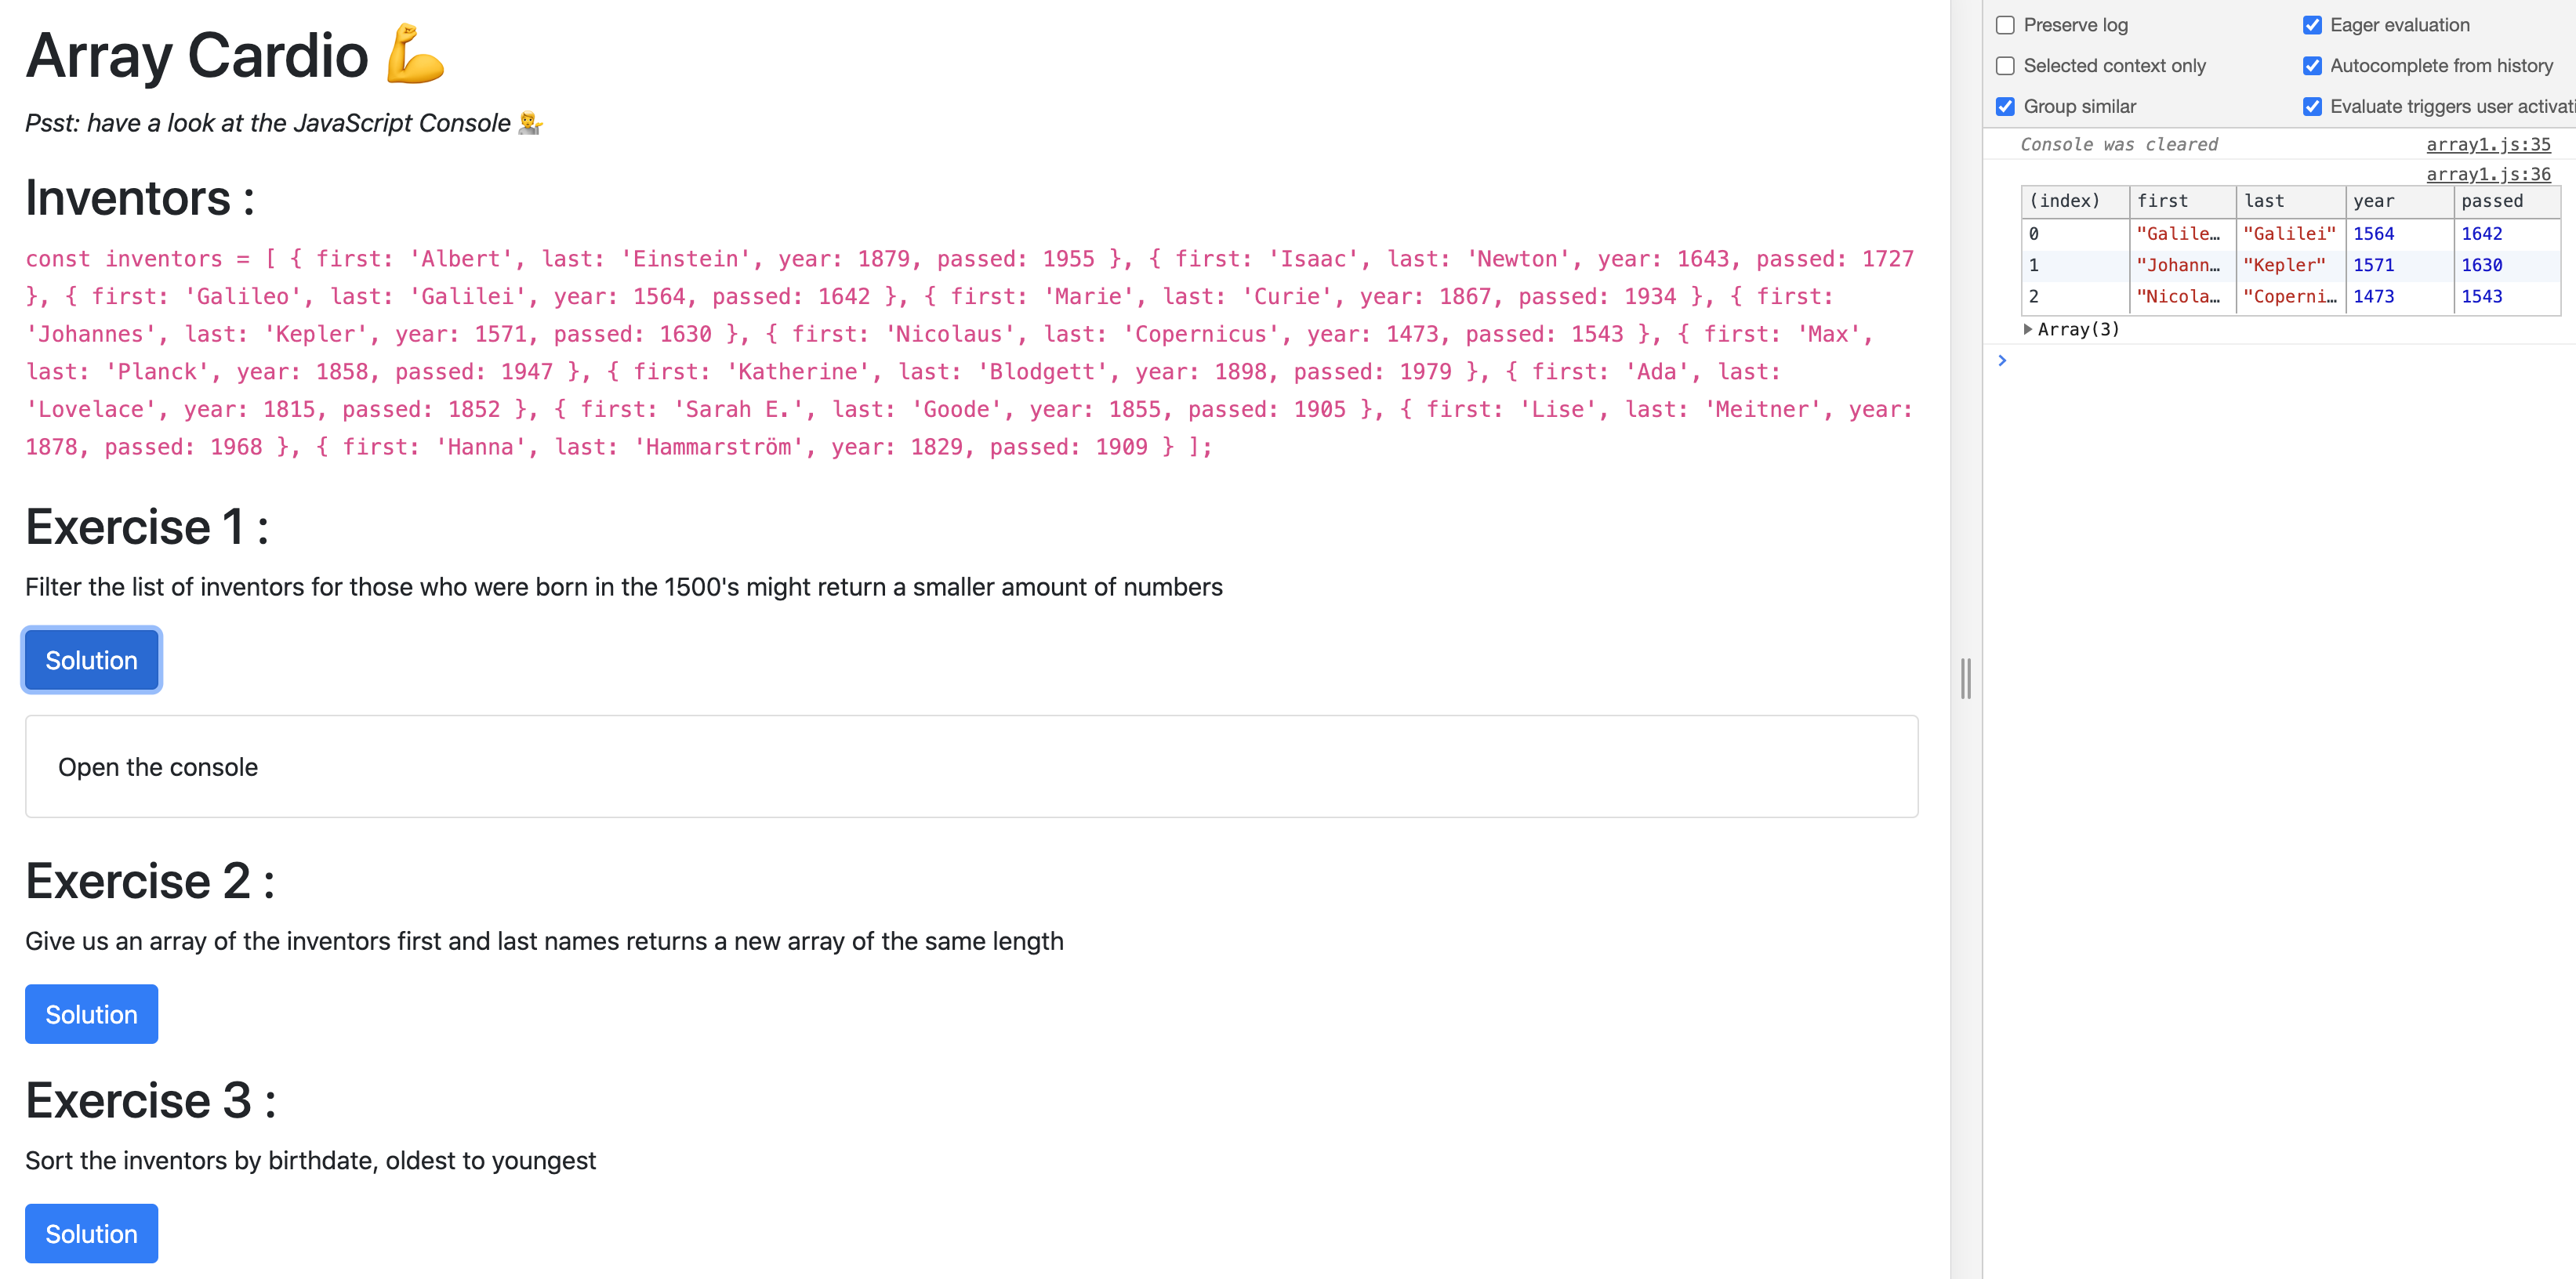 Array Cardio 💪
Psst: have a look at the JavaScript Console 💁
Inventors :
const inventors = [ { first: 'Albert', last: 'Einstein', year: 1879, passed: 1955 }, { first: 'Isaac', last: 'Newton', year: 1643, passed: 1727
}, { first: 'Galileo', last: 'Galilei', year: 1564, passed: 1642 }, { first: 'Marie', last: 'Curie', year: 1867, passed: 1934 }, { first:
'Johannes', last: 'Kepler', year: 1571, passed: 1630 }, { first: 'Nicolaus', last: 'Copernicus', year: 1473, passed: 1543 }, { first: 'Max',
last: 'Planck', year: 1858, passed: 1947 }, { first: 'Katherine', last: 'Blodgett', year: 1898, passed: 1979 }, { first: 'Ada', last:
'Lovelace', year: 1815, passed: 1852 }, { first: 'Sarah E.', last: 'Goode', year: 1855, passed: 1905 }, { first: 'Lise', last: 'Meitner', year:
1878, passed: 1968 }, { first: 'Hanna', last: 'Hammarström', year: 1829, passed: 1909 } ];
Exercise 1 :
Filter the list of inventors for those who were born in the 1500's might return a smaller amount of numbers
Solution
Open the console
Exercise 2 :
Give us an array of the inventors first and last names returns a new array of the same length
Solution
Exercise 3 :
Sort the inventors by birthdate, oldest to youngest
Solution
Preserve log Eager evaluation
Selected context only Autocomplete from history
Group similar Evaluate triggers user activati
Console was cleared array1.js:35
array1.js:36
(index) first last year passed
0 "Galile… "Galilei" 1564 1642
1 "Johann… "Kepler" 1571 1630
2 "Nicola… "Coperni… 1473 1543
▶ Array(3)
>